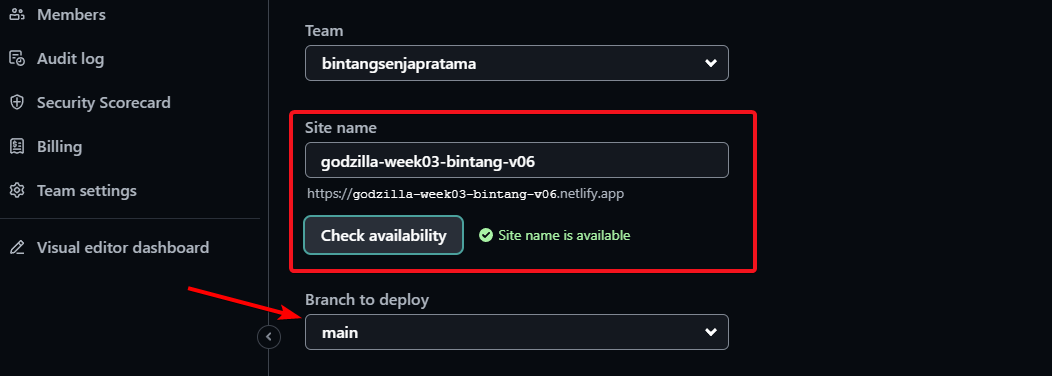 Members
Audit log
Security Scorecard
Billing
Team settings
Visual editor dashboard
Team
bintangsenjapratama
Site name
godzilla-week03-bintang-v06
https://godzilla-week03-bintang-v06.netlify.app
Check availability
Site name is available
Branch to deploy
main